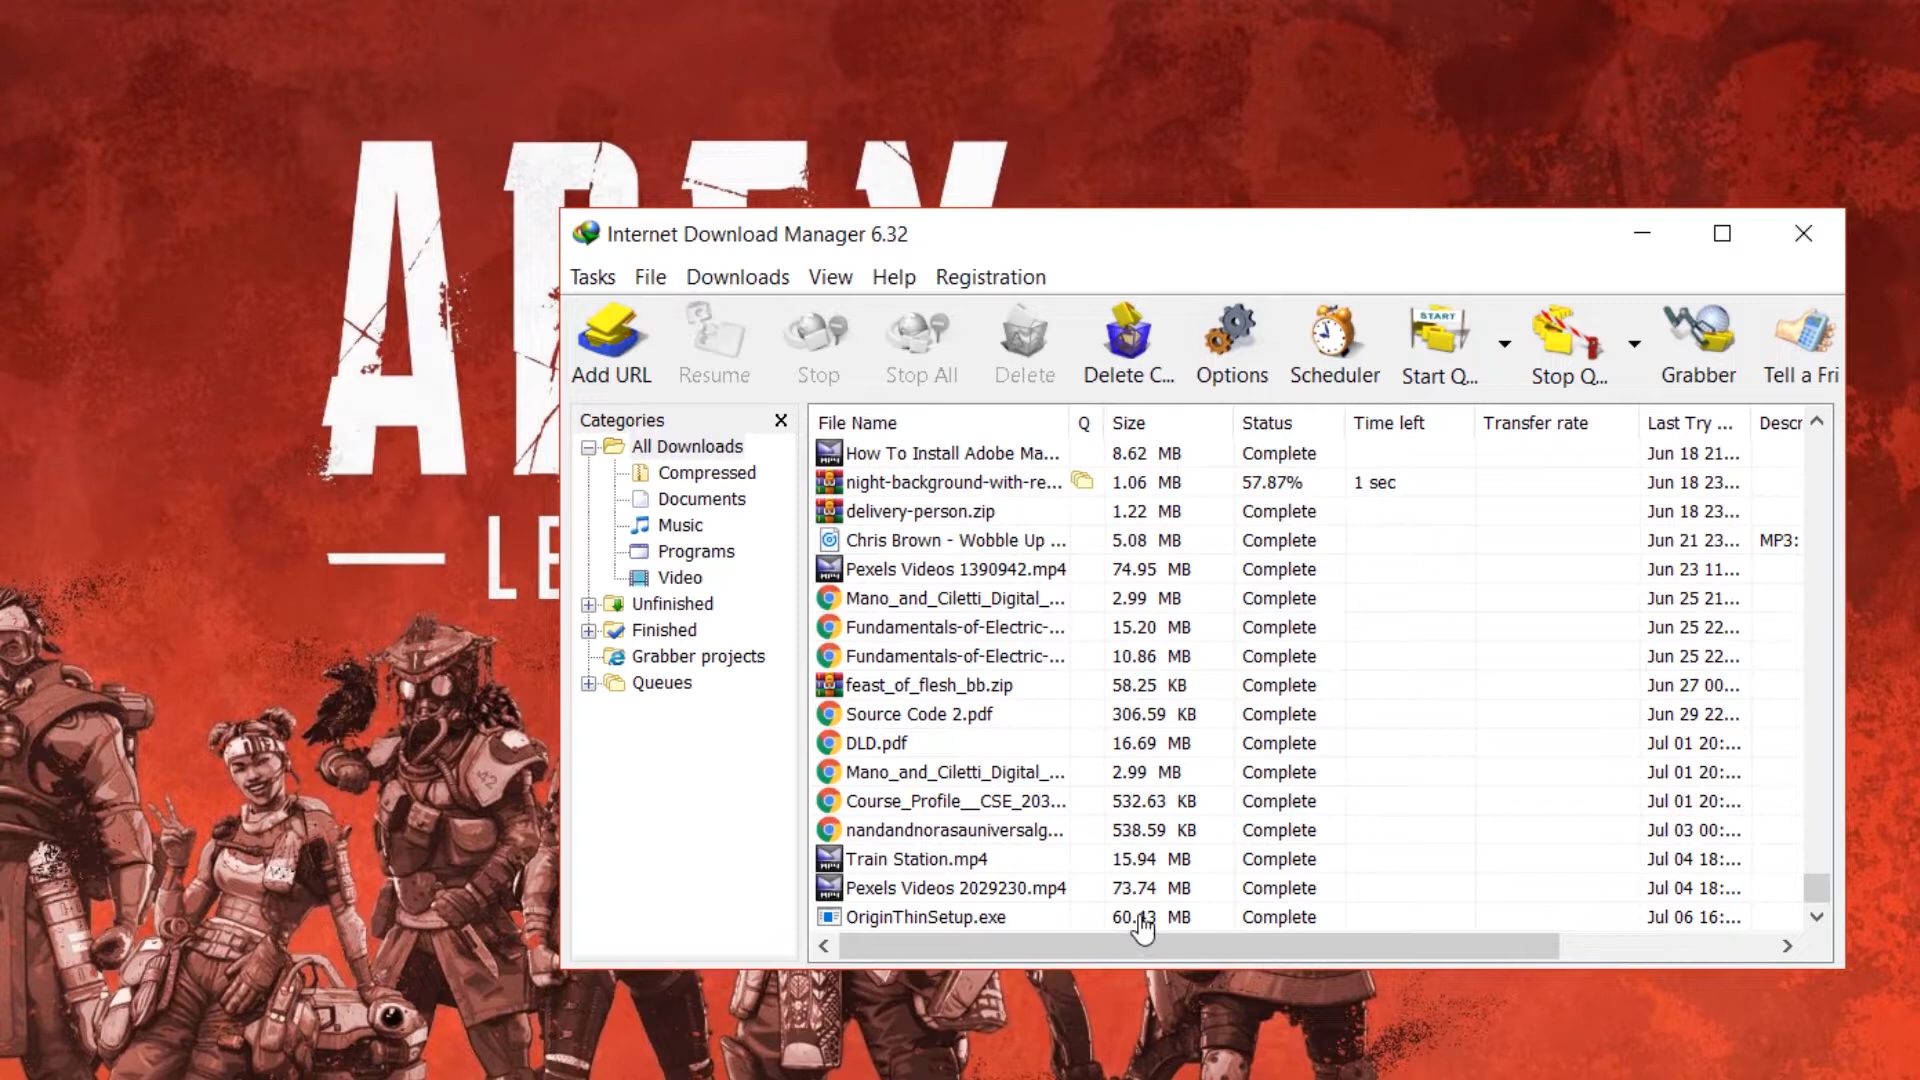 APEX
LE
Internet Download Manager 6.32
Tasks File Downloads View Help Registration
START
Add URL Resume Stop Stop All Delete Delete C... Options Scheduler Start Q... Stop Q... Grabber Tell a Fri
Categories X
All Downloads
Compressed
Documents
Music
Programs
Video
Unfinished
Finished
Grabber projects
Queues
File Name Q Size Status Time left Transfer rate Last Try ... Descr
How To Install Adobe Ma... 8.62 MB Complete Jun 18 21...
night-background-with-re... 1.06 MB 57.87% 1 sec Jun 18 23...
delivery-person.zip 1.22 MB Complete Jun 18 23...
Chris Brown - Wobble Up ... 5.08 MB Complete Jun 21 23... MP3:
Pexels Videos 1390942.mp4 74.95 MB Complete Jun 23 11...
Mano_and_Ciletti_Digital_... 2.99 MB Complete Jun 25 21...
Fundamentals-of-Electric-... 15.20 MB Complete Jun 25 22...
Fundamentals-of-Electric-... 10.86 MB Complete Jun 25 22...
feast_of_flesh_bb.zip 58.25 KB Complete Jun 27 00...
Source Code 2.pdf 306.59 KB Complete Jun 29 22...
DLD.pdf 16.69 MB Complete Jul 01 20:...
Mano_and_Ciletti_Digital_... 2.99 MB Complete Jul 01 20:...
Course_Profile__CSE_203... 532.63 KB Complete Jul 01 20:...
nandandnorasauniversalg... 538.59 KB Complete Jul 03 00:...
Train Station.mp4 15.94 MB Complete Jul 04 18:...
Pexels Videos 2029230.mp4 73.74 MB Complete Jul 04 18:...
OriginThinSetup.exe 60.43 MB Complete Jul 06 16:...